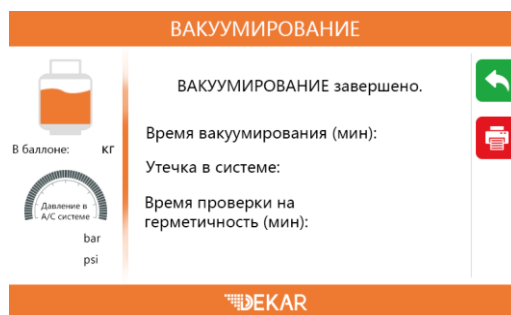 ВАКУУМИРОВАНИЕ
ВАКУУМИРОВАНИЕ завершено.
В баллоне: кг
Давление в
A/C системе
bar
psi
Время вакуумирования (мин):
Утечка в системе:
Время проверки на
герметичность (мин):
DEKAR